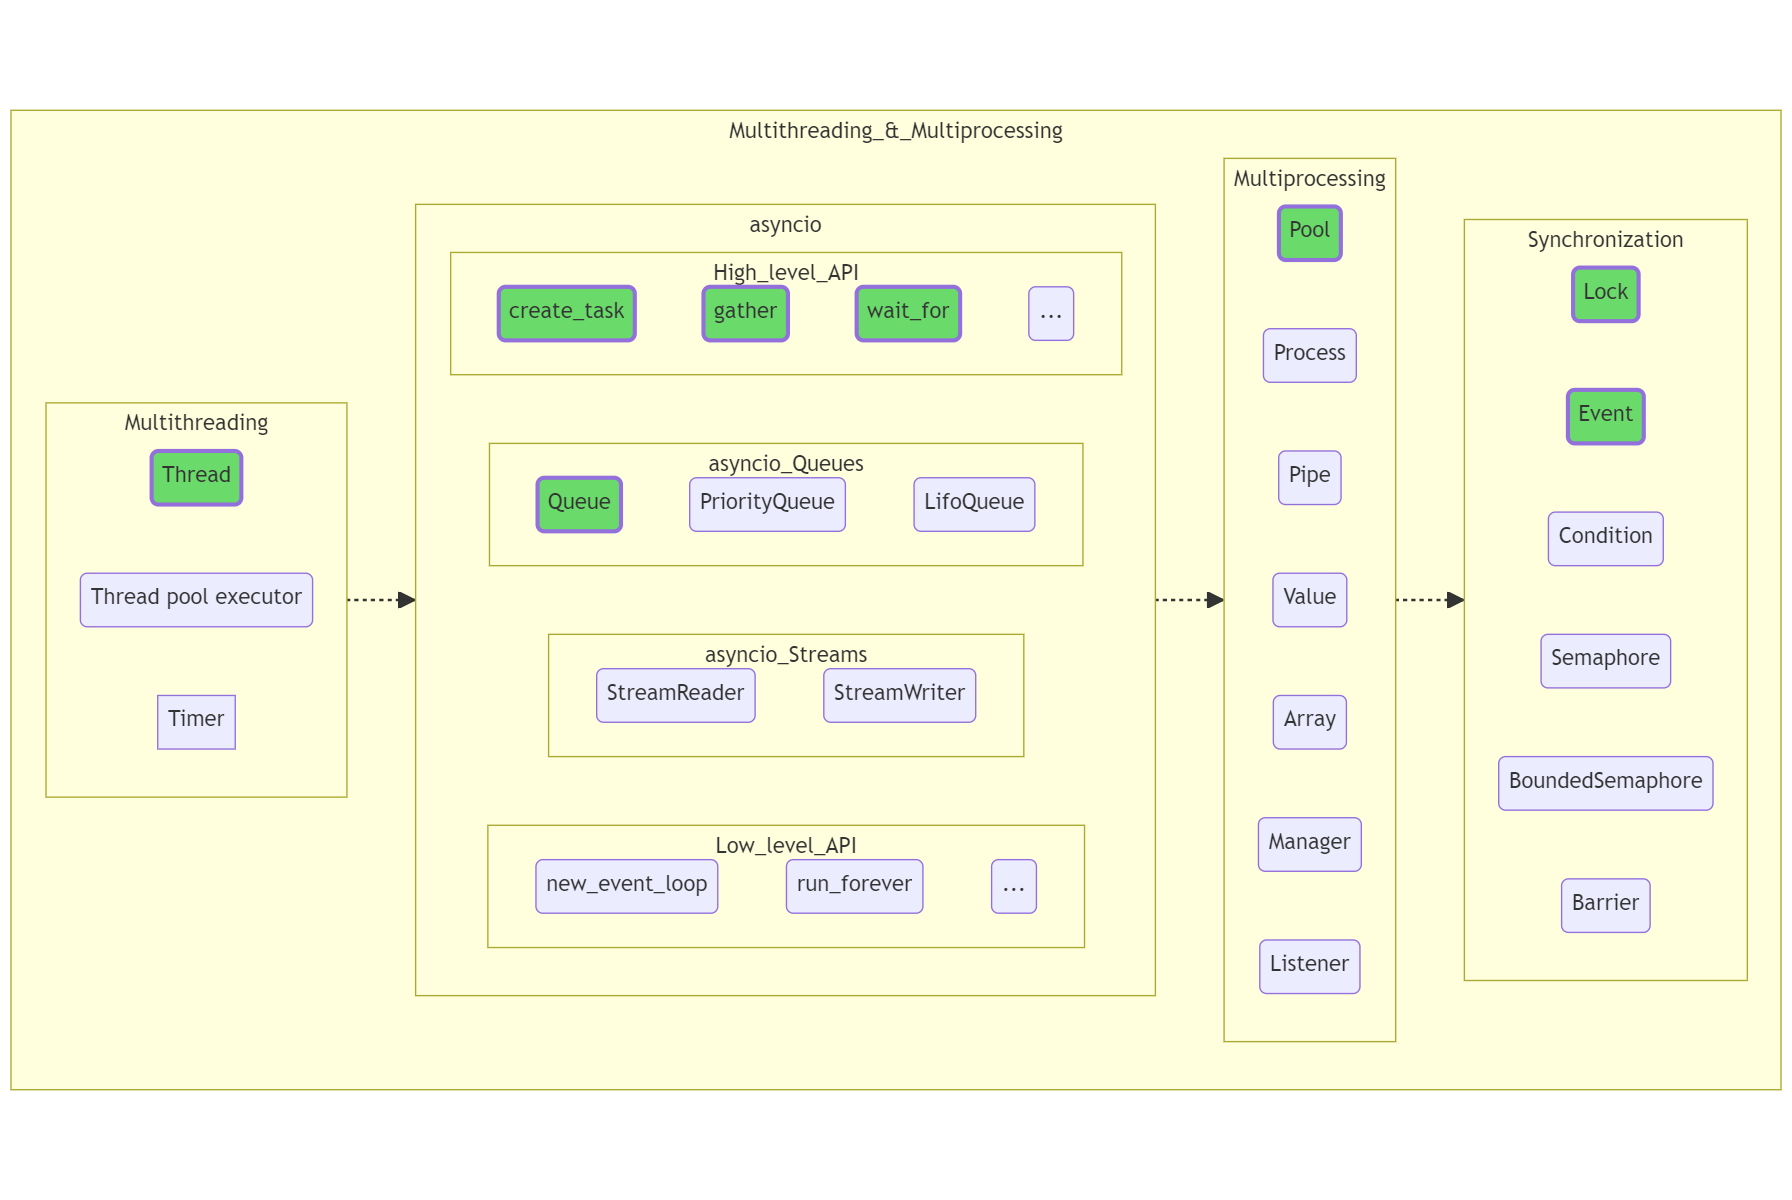 Multithreading_&_Multiprocessing
Multithreading
Thread
Thread pool executor
Timer
asyncio
High_level_API
create_task
gather
wait_for
...
asyncio_Queues
Queue
PriorityQueue
LifoQueue
asyncio_Streams
StreamReader
StreamWriter
Low_level_API
new_event_loop
run_forever
...
Multiprocessing
Pool
Process
Pipe
Value
Array
Manager
Listener
Synchronization
Lock
Event
Condition
Semaphore
BoundedSemaphore
Barrier